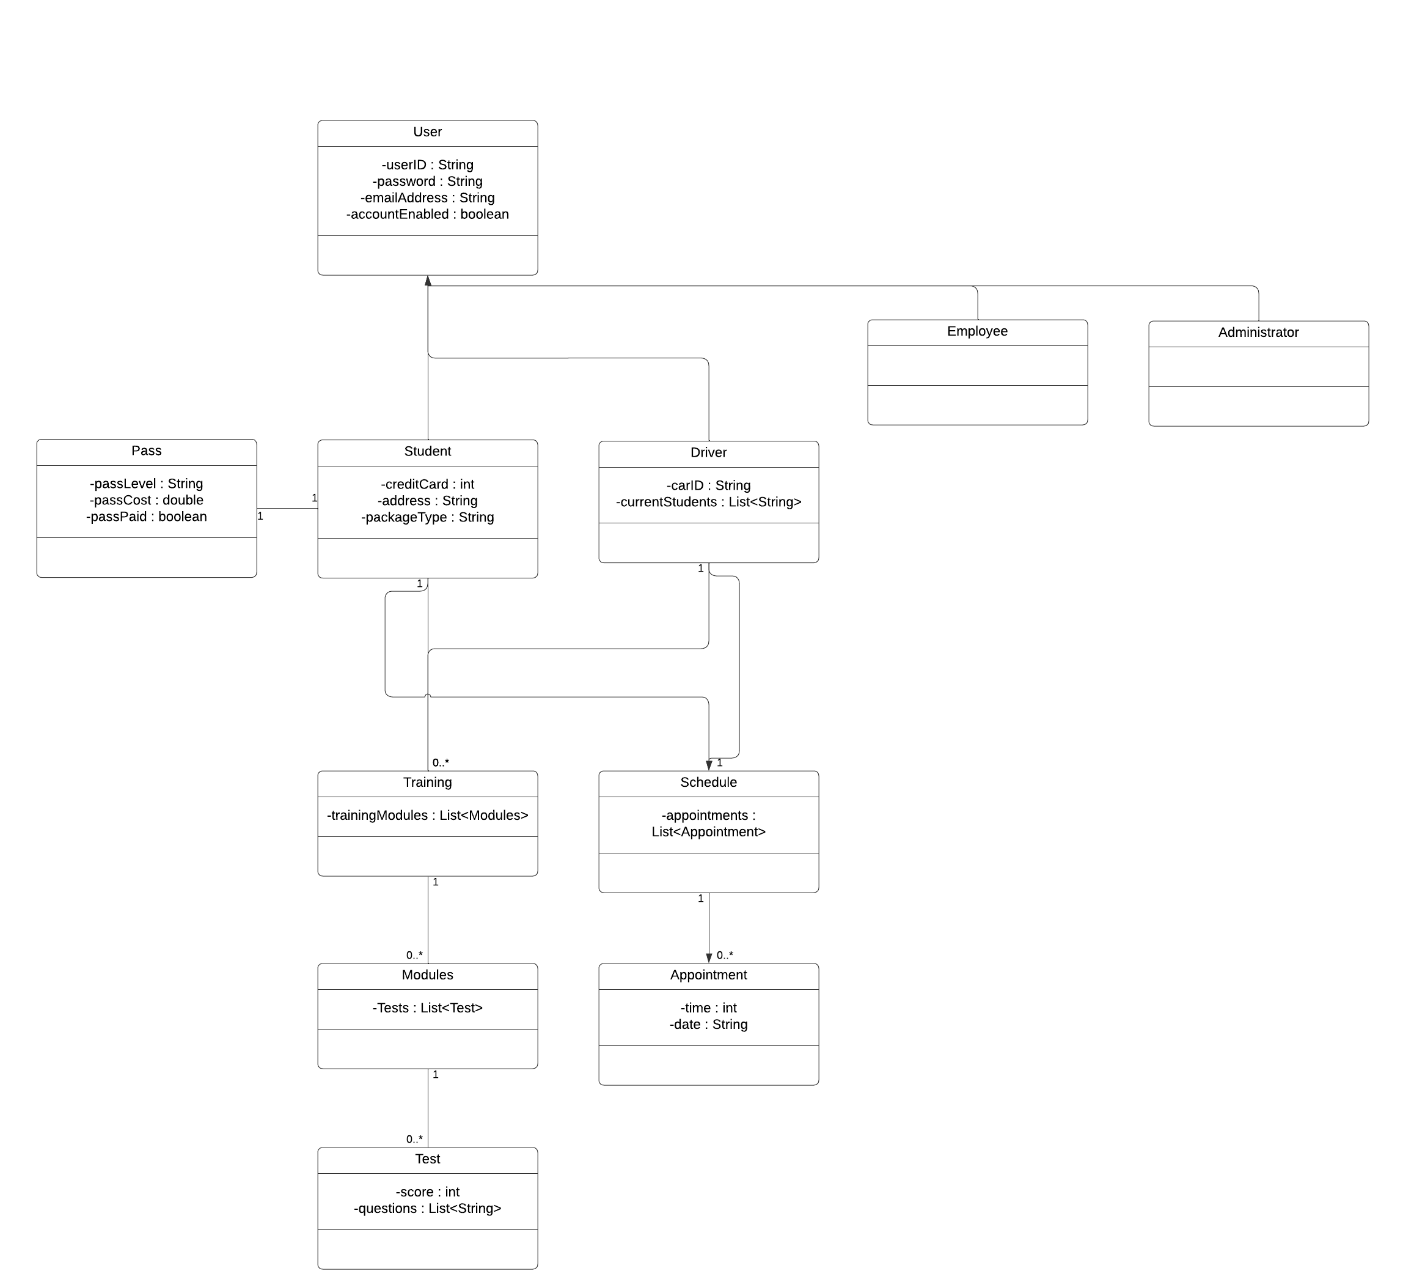 User
-userID : String
-password : String
-emailAddress : String
-accountEnabled : boolean
Employee
Administrator
Pass
-passLevel : String
-passCost : double
-passPaid : boolean
1
1
Student
-creditCard : int
-address : String
-packageType : String
Driver
-carID : String
-currentStudents : List<String>
1
1
0..*
1
Training
-trainingModules : List<Modules>
Schedule
-appointments :
List<Appointment>
1
1
0..*
0..*
Modules
-Tests : List<Test>
Appointment
-time : int
-date : String
1
0..*
Test
-score : int
-questions : List<String>